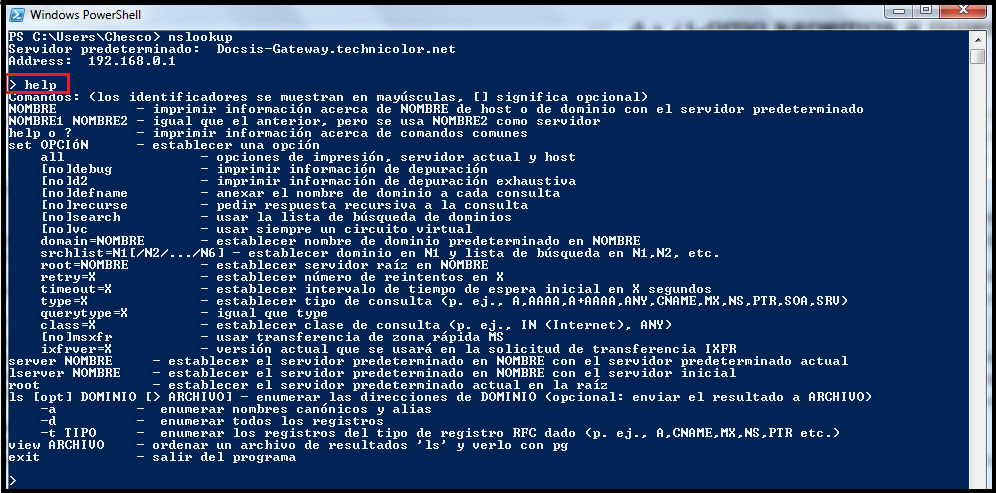 Windows PowerShell
PS C:\Users\Chesco> nslookup
Servidor predeterminado:  Docsis-Gateway.technicolor.net
Address:  192.168.0.1
> help
Comandos: (los identificadores se muestran en mayúsculas, [] significa opcional)
NOMBRE          - imprimir información acerca de NOMBRE de host o de dominio con el servidor predeterminado
NOMBRE1 NOMBRE2 - igual que el anterior, pero se usa NOMBRE2 como servidor
help o ?        - imprimir información acerca de comandos comunes
set OPCIóN      - establecer una opción
    all                 - opciones de impresión, servidor actual y host
    [no]debug           - imprimir información de depuración
    [no]d2              - imprimir información de depuración exhaustiva
    [no]defname         - anexar el nombre de dominio a cada consulta
    [no]recurse         - pedir respuesta recursiva a la consulta
    [no]search          - usar la lista de búsqueda de dominios
    [no]vc              - usar siempre un circuito virtual
    domain=NOMBRE       - establecer nombre de dominio predeterminado en NOMBRE
    srchlist=N1[/N2/.../N6] - establecer dominio en N1 y lista de búsqueda en N1,N2, etc.
    root=NOMBRE         - establecer servidor raíz en NOMBRE
    retry=X             - establecer número de reintentos en X
    timeout=X           - establecer intervalo de tiempo de espera inicial en X segundos
    type=X              - establecer tipo de consulta (p. ej., A,AAAA,A+AAAA,ANY,CNAME,MX,NS,PTR,SOA,SRV)
    querytype=X         - igual que type
    class=X             - establecer clase de consulta (p. ej., IN (Internet), ANY)
    [no]msxfr           - usar transferencia de zona rápida MS
    ixfrver=X           - versión actual que se usará en la solicitud de transferencia IXFR
server NOMBRE     - establecer el servidor predeterminado en NOMBRE con el servidor predeterminado actual
lserver NOMBRE    - establecer el servidor predeterminado en NOMBRE con el servidor inicial
root              - establecer el servidor predeterminado actual en la raíz
ls [opt] DOMINIO [> ARCHIVO] - enumerar las direcciones de DOMINIO (opcional: enviar el resultado a ARCHIVO)
    -a          -  enumerar nombres canónicos y alias
    -d          -  enumerar todos los registros
    -t TIPO     -  enumerar los registros del tipo de registro RFC dado (p. ej., A,CNAME,MX,NS,PTR etc.)
view ARCHIVO    - ordenar un archivo de resultados 'ls' y verlo con pg
exit            - salir del programa
>